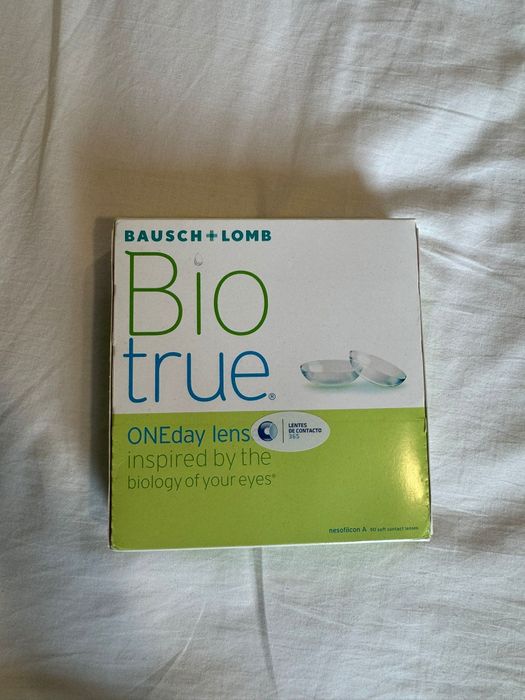 BAUSCH+LOMB
Bio
true®
ONEday lens
LENTES
DE CONTACTO
365
inspired by the
biology of your eyes*
nesofilcon A 90 soft contact lenses